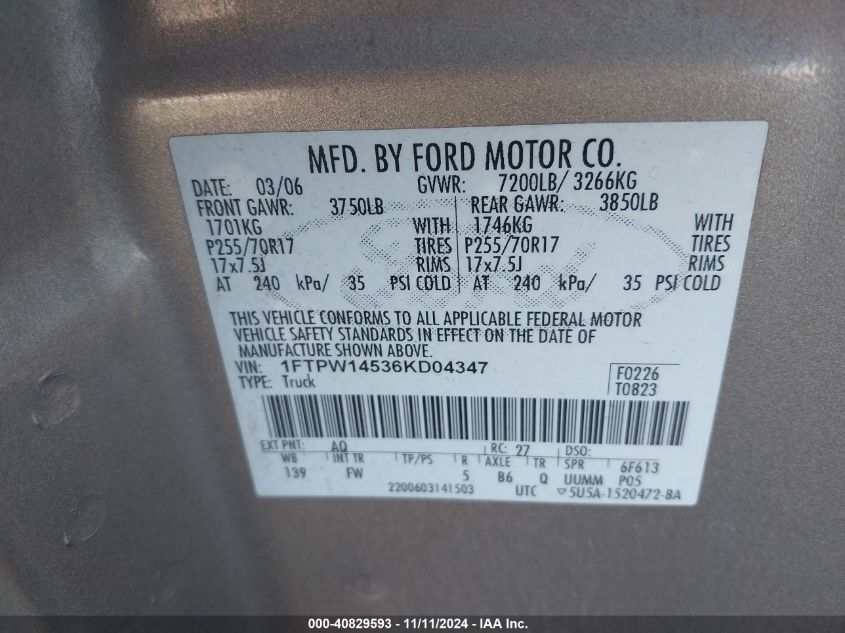 MFD. BY FORD MOTOR CO.
DATE: 03/06 GVWR: 7200LB/ 3266KG
FRONT GAWR: 3750LB REAR GAWR: 3850LB
1701KG WITH 1746KG WITH
P255/70R17 TIRES P255/70R17 TIRES
17x7.5J RIMS 17x7.5J RIMS
AT 240 kPa/ 35 PSI COLD AT 240 kPa/ 35 PSI COLD
THIS VEHICLE CONFORMS TO ALL APPLICABLE FEDERAL MOTOR
VEHICLE SAFETY STANDARDS IN EFFECT ON THE DATE OF
MANUFACTURE SHOWN ABOVE.
VIN: 1FTPW14536KD04347 F0226
TYPE: Truck T0823
EXT PNT: AQ RC: 27 DSO:
WB INT TR TP/PS R AXLE TR SPR 6F613
139 FW 5 B6 Q UUMM P05
2200603141503 UTC ▽5U5A-1520472-BA
000-40829593 - 11/11/2024 - IAA Inc.